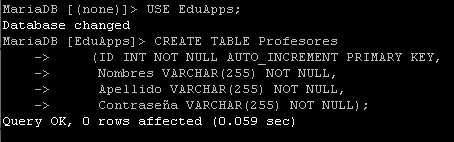 MariaDB [(none)]> USE EduApps;
Database changed
MariaDB [EduApps]> CREATE TABLE Profesores
    -> (ID INT NOT NULL AUTO_INCREMENT PRIMARY KEY,
    -> Nombres VARCHAR(255) NOT NULL,
    -> Apellido VARCHAR(255) NOT NULL,
    -> Contraseña VARCHAR(255) NOT NULL);
Query OK, 0 rows affected (0.059 sec)